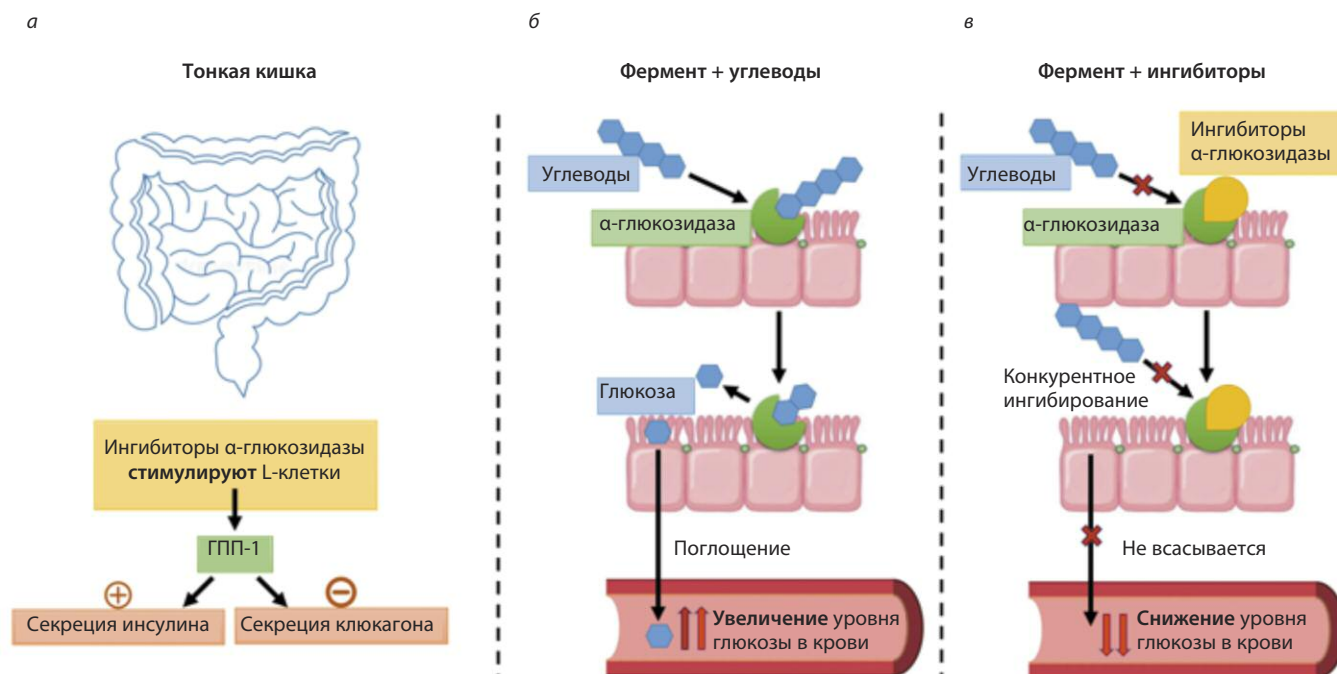 а
Тонкая кишка
Ингибиторы α-глюкозидазы
стимулируют L-клетки
ГПП-1
+
−
Секреция инсулина
Секреция клюкагона
б
Фермент + углеводы
Углеводы
α-глюкозидаза
Глюкоза
Поглощение
Увеличение уровня
глюкозы в крови
в
Фермент + ингибиторы
Ингибиторы
α-глюкозидазы
Углеводы
α-глюкозидаза
Конкурентное
ингибирование
Не всасывается
Снижение уровня
глюкозы в крови